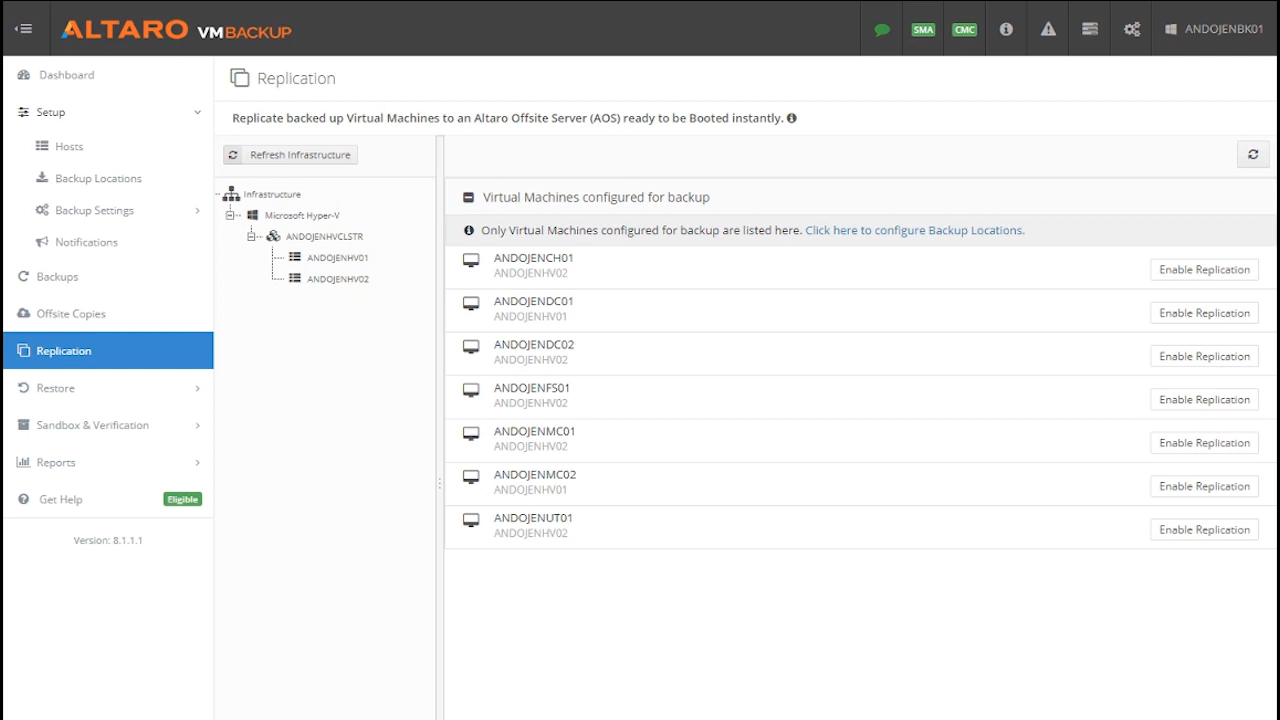 ALTARO VMBACKUP
SMA
CMC
ANDOJENBK01
Dashboard
Setup
Hosts
Backup Locations
Backup Settings
Notifications
Backups
Offsite Copies
Replication
Restore
Sandbox & Verification
Reports
Get Help
Eligible
Version: 8.1.1.1
Replication
Replicate backed up Virtual Machines to an Altaro Offsite Server (AOS) ready to be Booted instantly.
Refresh Infrastructure
Infrastructure
Microsoft Hyper-V
ANDOJENHVCLSTR
ANDOJENHV01
ANDOJENHV02
Virtual Machines configured for backup
Only Virtual Machines configured for backup are listed here. Click here to configure Backup Locations.
ANDOJENCH01
ANDOJENHV02
Enable Replication
ANDOJENDC01
ANDOJENHV01
Enable Replication
ANDOJENDC02
ANDOJENHV02
Enable Replication
ANDOJENFS01
ANDOJENHV02
Enable Replication
ANDOJENMC01
ANDOJENHV02
Enable Replication
ANDOJENMC02
ANDOJENHV01
Enable Replication
ANDOJENUT01
ANDOJENHV02
Enable Replication